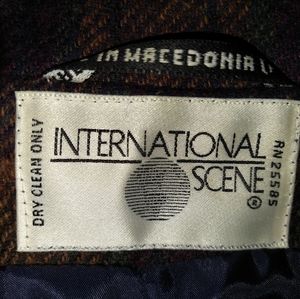 IN MACEDONIA
DRY CLEAN ONLY
INTERNATIONAL
SCENE
®
RN 25585